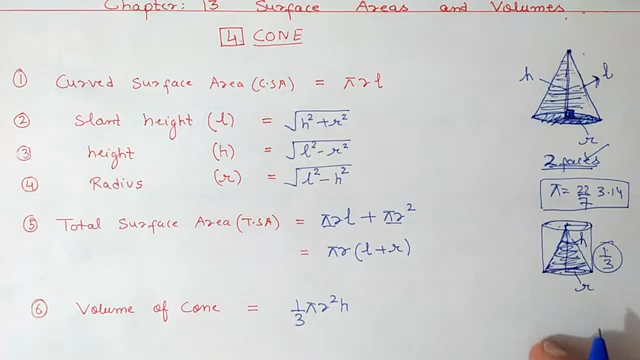 Chapter: 13 Surface Areas and Volumes.
4 CONE
① Curved Surface Area (C.S.A) = πrl
② Slant height (l) = √h² + r²
③ height (h) = √l² − r²
④ Radius (r) = √l² − h²
⑤ Total Surface Area (T.S.A) = πrl + πr²
= πr (l + r)
⑥ Volume of Cone = 1/3 πr²h
h l
r
2 parts
π = 22/7 3.14
h 1/3
r